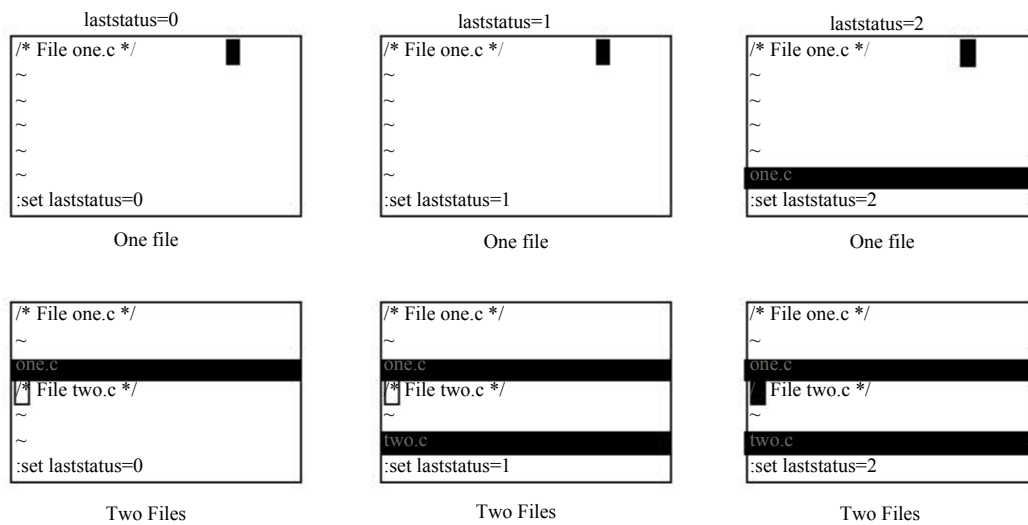 laststatus=0
/* File one.c */
~
~
~
~
~
:set laststatus=0
One file
laststatus=1
/* File one.c */
~
~
~
~
~
:set laststatus=1
One file
laststatus=2
/* File one.c */
~
~
~
~
one.c
:set laststatus=2
One file
/* File one.c */
~
one.c
/* File two.c */
~
~
:set laststatus=0
Two Files
/* File one.c */
~
one.c
/* File two.c */
~
two.c
:set laststatus=1
Two Files
/* File one.c */
~
one.c
/* File two.c */
~
two.c
:set laststatus=2
Two Files